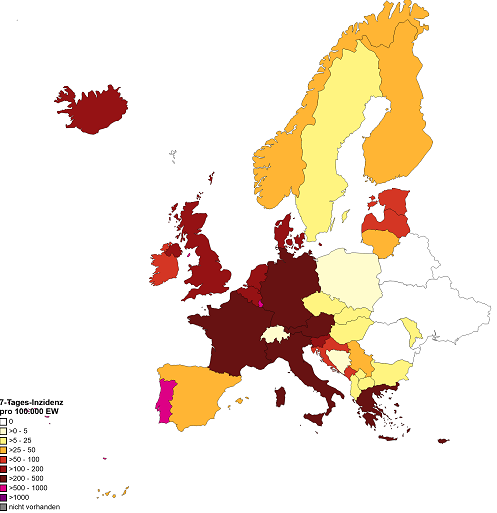 7-Tages-Inzidenz
pro 100.000 EW
0
>0 - 5
>5 - 25
>25 - 50
>50 - 100
>100 - 200
>200 - 500
>500 - 1000
>1000
nicht vorhanden